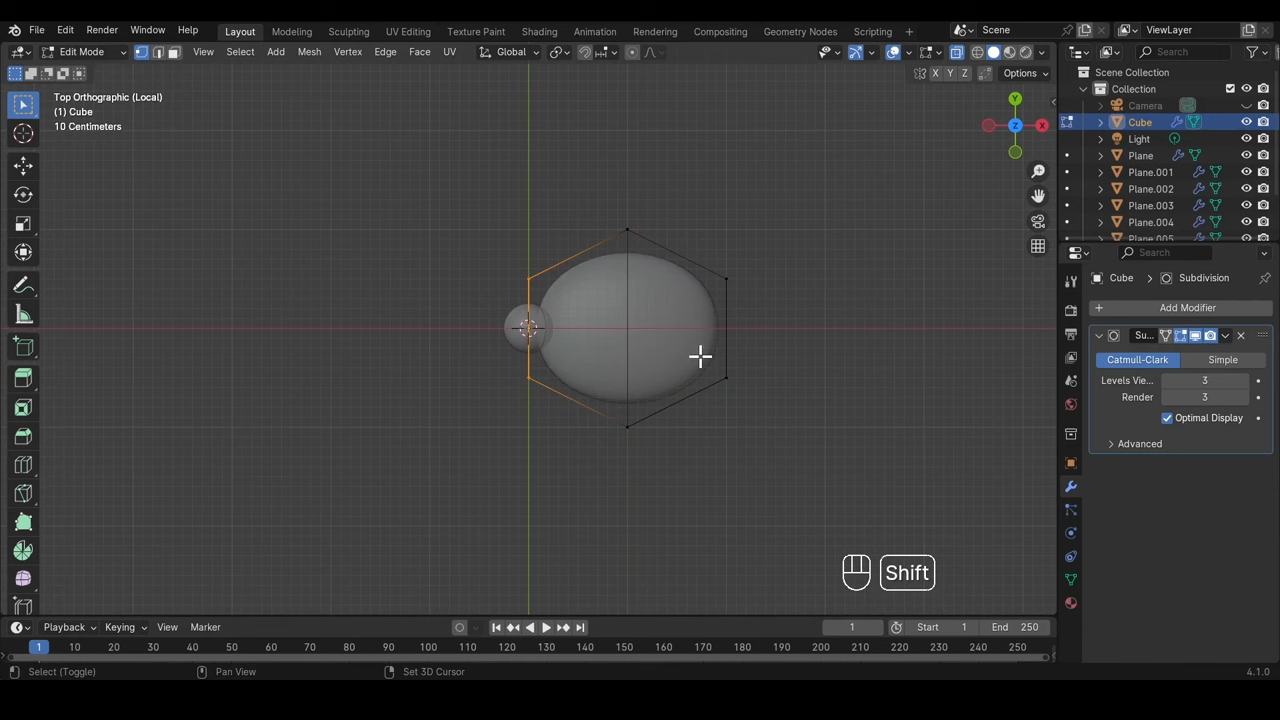 File Edit Render Window Help Layout Modeling Sculpting UV Editing Texture Paint Shading Animation Rendering Compositing Geometry Nodes Scripting + Scene ViewLayer
Edit Mode View Select Add Mesh Vertex Edge Face UV Global Search
X Y Z Options Scene Collection
Collection
Top Orthographic (Local)
(1) Cube
10 Centimeters
Y
Z
X
Camera
Cube
Light
Plane
Plane.001
Plane.002
Plane.003
Plane.004
Plane.005
Search
Cube > Subdivision
+ Add Modifier
Su...
Catmull-Clark Simple
Levels Vie... 3
Render 3
Optimal Display
Advanced
Shift
Playback Keying View Marker 1 Start 1 End 250
1 10 20 30 40 50 60 70 80 90 100 110 120 130 140 150 160 170 180 190 200 210 220 230 240 250
Select (Toggle) Pan View Set 3D Cursor 4.1.0